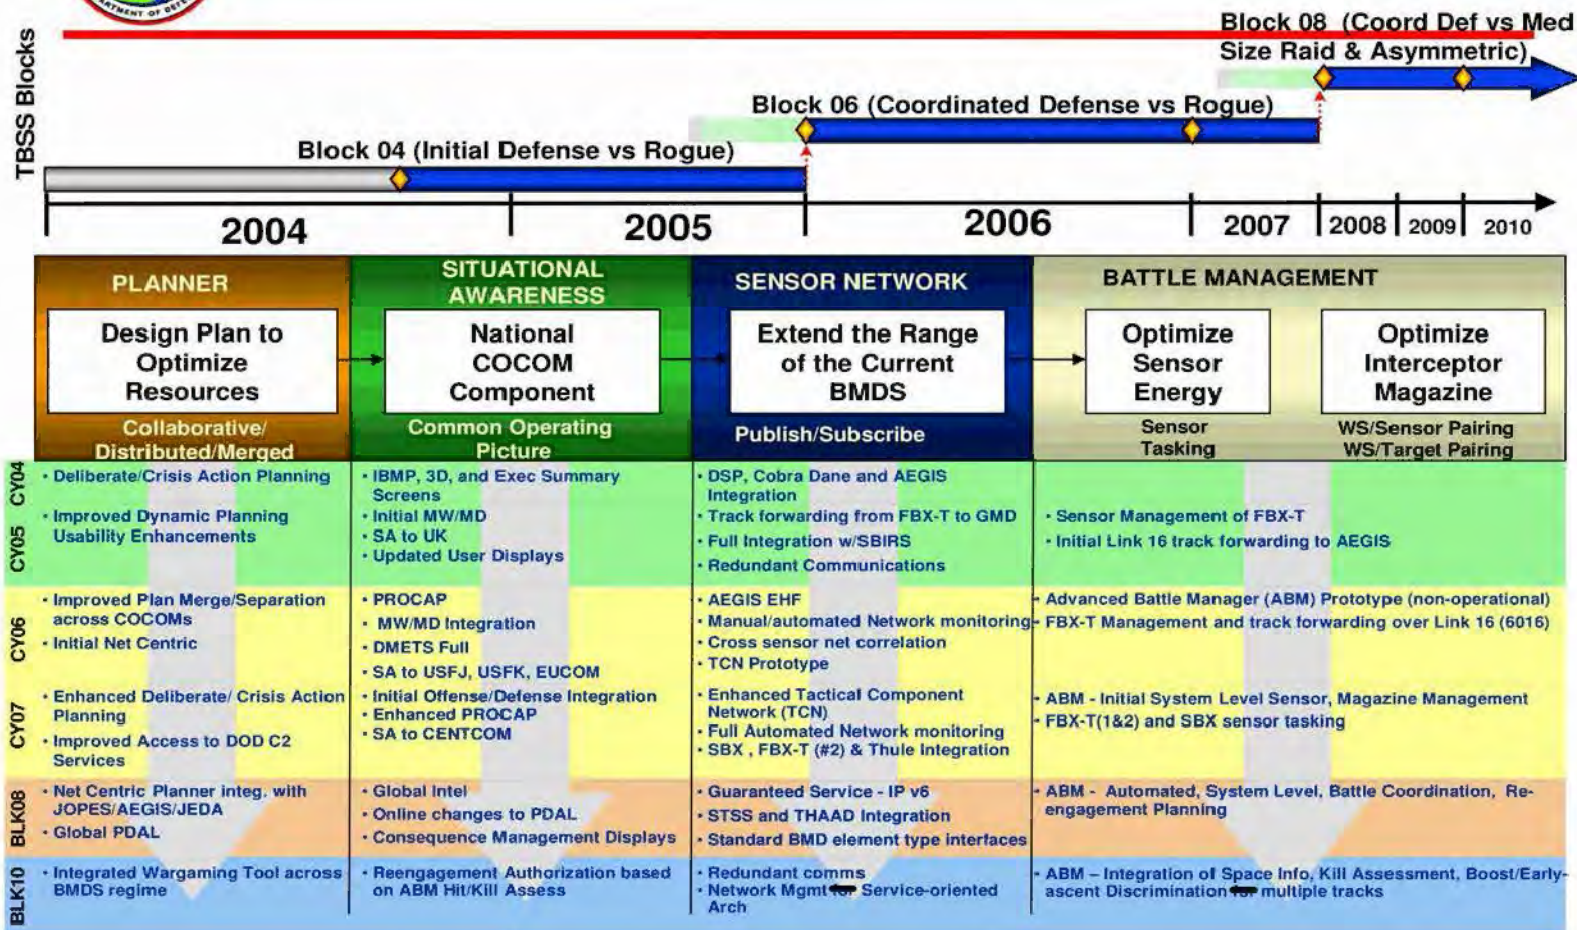 ARTMENT OF DEFE
Block 08 (Coord Def vs Med
Size Raid & Asymmetric)
TBSS Blocks
Block 06 (Coordinated Defense vs Rogue)
Block 04 (Initial Defense vs Rogue)
2004
2005
2006
2007
2008
2009
2010
PLANNER
Design Plan to
Optimize
Resources
Collaborative/
Distributed/Merged
SITUATIONAL
AWARENESS
National
COCOM
Component
Common Operating
Picture
SENSOR NETWORK
Extend the Range
of the Current
BMDS
Publish/Subscribe
BATTLE MANAGEMENT
Optimize
Sensor
Energy
Sensor
Tasking
Optimize
Interceptor
Magazine
WS/Sensor Pairing
WS/Target Pairing
CY04
CY05
• Deliberate/Crisis Action Planning
• Improved Dynamic Planning
Usability Enhancements
• IBMP, 3D, and Exec Summary
Screens
• Initial MW/MD
• SA to UK
• Updated User Displays
• DSP, Cobra Dane and AEGIS
Integration
• Track forwarding from FBX-T to GMD
• Full Integration w/SBIRS
• Redundant Communications
• Sensor Management of FBX-T
• Initial Link 16 track forwarding to AEGIS
CY06
• Improved Plan Merge/Separation
across COCOMs
• Initial Net Centric
• PROCAP
• MW/MD Integration
• DMETS Full
• SA to USFJ, USFK, EUCOM
• AEGIS EHF
• Manual/automated Network monitoring
• Cross sensor net correlation
• TCN Prototype
• Advanced Battle Manager (ABM) Prototype (non-operational)
• FBX-T Management and track forwarding over Link 16 (6016)
CY07
• Enhanced Deliberate/ Crisis Action
Planning
• Improved Access to DOD C2
Services
• Initial Offense/Defense Integration
• Enhanced PROCAP
• SA to CENTCOM
• Enhanced Tactical Component
Network (TCN)
• Full Automated Network monitoring
• SBX , FBX-T (#2) & Thule Integration
• ABM - Initial System Level Sensor, Magazine Management
• FBX-T(1&2) and SBX sensor tasking
BLK08
• Net Centric Planner integ. with
JOPES/AEGIS/JEDA
• Global PDAL
• Global Intel
• Online changes to PDAL
• Consequence Management Displays
• Guaranteed Service - IP v6
• STSS and THAAD Integration
• Standard BMD element type interfaces
• ABM - Automated, System Level, Battle Coordination, Re-
engagement Planning
BLK10
• Integrated Wargaming Tool across
BMDS regime
• Reengagement Authorization based
on ABM Hit/Kill Assess
• Redundant comms
• Network Mgmt for Service-oriented
Arch
• ABM – Integration of Space Info, Kill Assessment, Boost/Early-
ascent Discrimination for multiple tracks